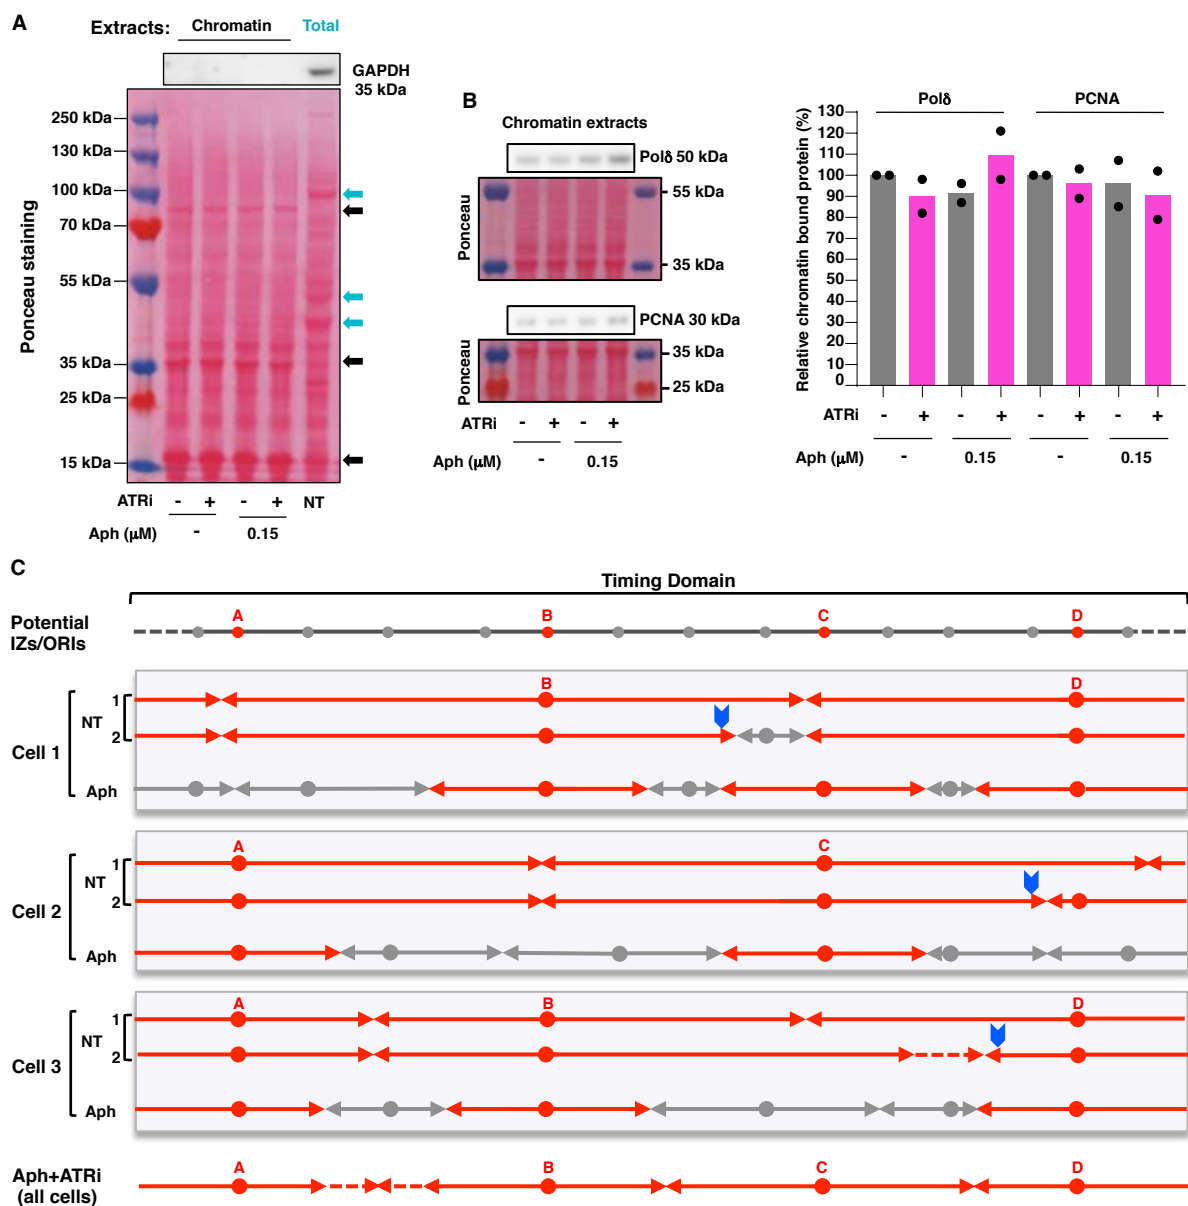 A
Extracts: Chromatin Total
GAPDH
35 kDa
Ponceau staining
250 kDa
130 kDa
100 kDa
70 kDa
55 kDa
35 kDa
25 kDa
15 kDa
ATRi - + - + NT
Aph (μM) - 0.15
B
Chromatin extracts
Polδ 50 kDa
Ponceau
55 kDa
35 kDa
PCNA 30 kDa
Ponceau
35 kDa
25 kDa
ATRi - + - +
Aph (μM) - 0.15
Relative chromatin bound protein (%)
Polδ PCNA
130
120
110
100
90
80
70
60
50
40
30
20
10
0
ATRi - + - + - + - +
Aph (μM) - 0.15 - 0.15
C
Timing Domain
Potential
IZs/ORIs
A B C D
Cell 1
NT
1
2
Aph
B D
Cell 2
NT
1
2
Aph
A C
Cell 3
NT
1
2
Aph
A B D
Aph+ATRi
(all cells)
A B C D